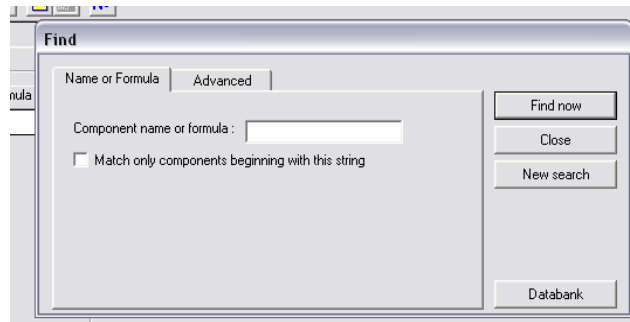 Find
Name or Formula
Advanced
mula
Find now
Component name or formula :
Close
Match only components beginning with this string
New search
Databank